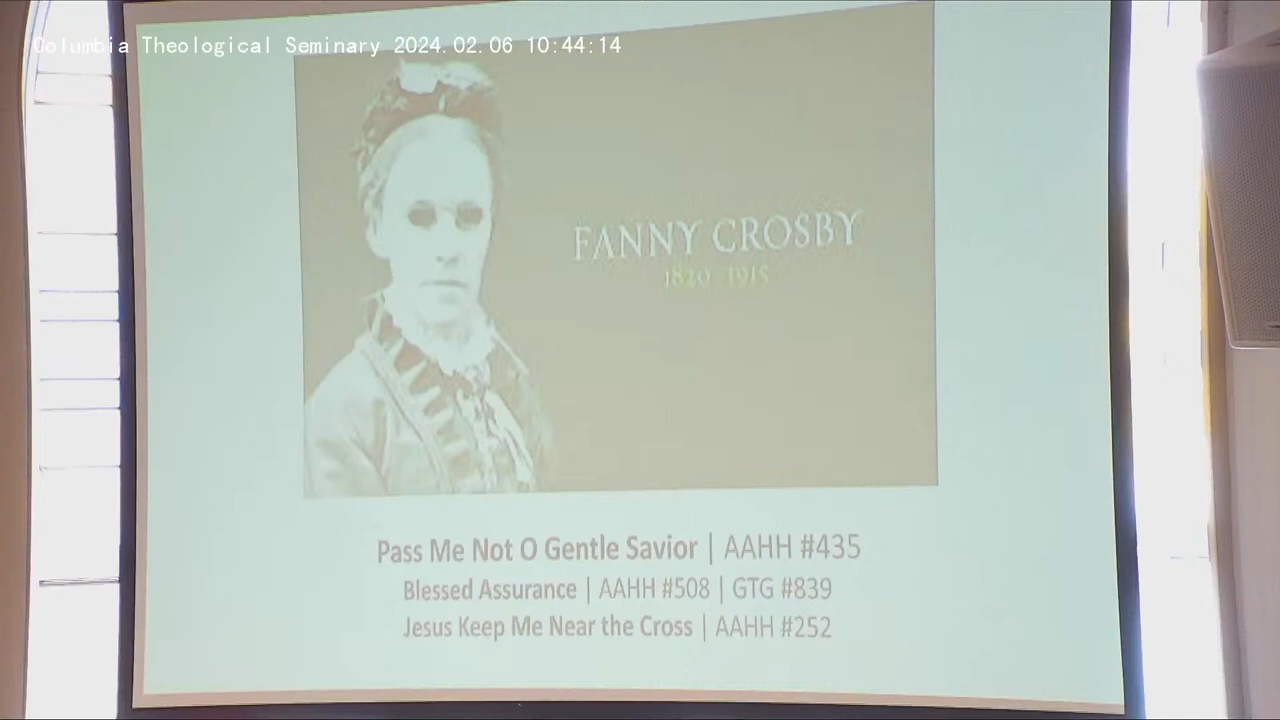 Columbia Theological Seminary 2024.02.06 10:44:14
FANNY CROSBY
1820 1915
Pass Me Not O Gentle Savior | AAHH #435
Blessed Assurance | AAHH #508 | GTG #839
Jesus Keep Me Near the Cross | AAHH #252